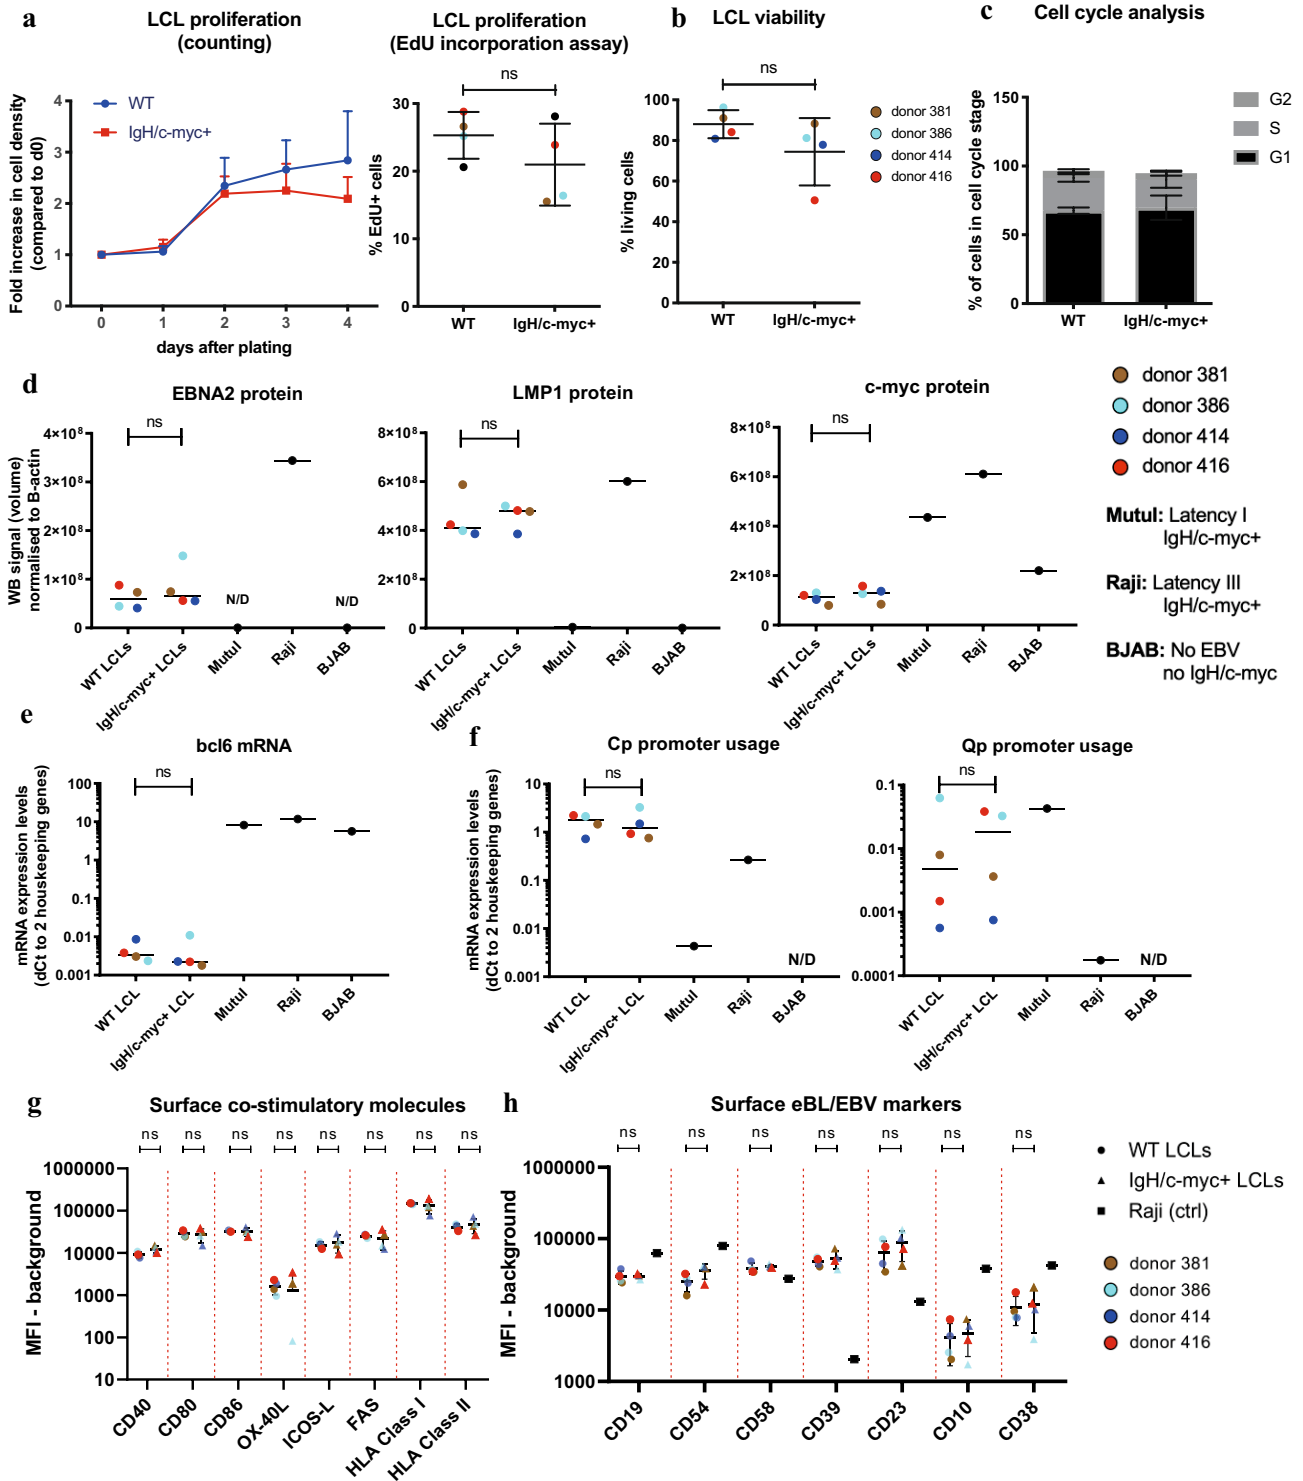 a
LCL proliferation
(counting)
Fold increase in cell density
(compared to d0)
4
3
2
1
0
WT
IgH/c-myc+
0 1 2 3 4
days after plating
LCL proliferation
(EdU incorporation assay)
ns
% EdU+ cells
30
20
10
0
WT IgH/c-myc+
b
LCL viability
ns
% living cells
100
80
60
40
20
0
WT IgH/c-myc+
donor 381
donor 386
donor 414
donor 416
c
Cell cycle analysis
% of cells in cell cycle stage
150
100
50
0
WT IgH/c-myc+
G2
S
G1
d
EBNA2 protein
ns
WB signal (volume)
normalised to B-actin
4×10⁸
3×10⁸
2×10⁸
1×10⁸
0
N/D
N/D
WT LCLs
IgH/c-myc+ LCLs
Mutul
Raji
BJAB
LMP1 protein
ns
8×10⁸
6×10⁸
4×10⁸
2×10⁸
0
WT LCLs
IgH/c-myc+ LCLs
Mutul
Raji
BJAB
c-myc protein
ns
8×10⁸
6×10⁸
4×10⁸
2×10⁸
0
WT LCLs
IgH/c-myc+ LCLs
Mutul
Raji
BJAB
donor 381
donor 386
donor 414
donor 416
Mutul: Latency I
IgH/c-myc+
Raji: Latency III
IgH/c-myc+
BJAB: No EBV
no IgH/c-myc
e
bcl6 mRNA
ns
mRNA expression levels
(dCt to 2 houskeeping genes)
100
10
1
0.1
0.01
0.001
WT LCL
IgH/c-myc+ LCL
Mutul
Raji
BJAB
f
Cp promoter usage
ns
mRNA expression levels
(dCt to 2 houskeeping genes)
10
1
0.1
0.01
0.001
N/D
WT LCL
IgH/c-myc+ LCL
Mutul
Raji
BJAB
Qp promoter usage
ns
0.1
0.01
0.001
0.0001
N/D
WT LCL
IgH/c-myc+ LCL
Mutul
Raji
BJAB
g
Surface co-stimulatory molecules
ns ns ns ns ns ns ns ns
MFI - background
1000000
100000
10000
1000
100
10
CD40
CD80
CD86
OX-40L
ICOS-L
FAS
HLA Class I
HLA Class II
h
Surface eBL/EBV markers
ns ns ns ns ns ns ns
MFI - background
1000000
100000
10000
1000
CD19
CD54
CD58
CD39
CD23
CD10
CD38
WT LCLs
IgH/c-myc+ LCLs
Raji (ctrl)
donor 381
donor 386
donor 414
donor 416